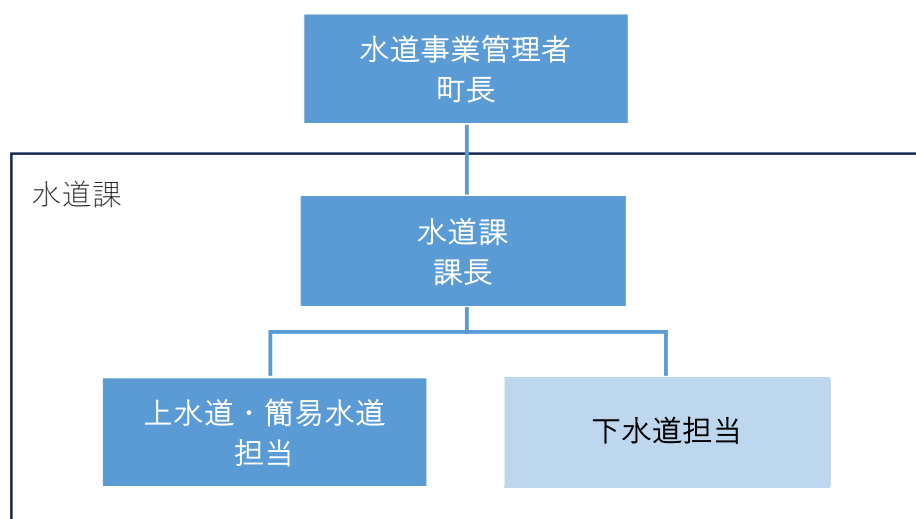 水道事業管理者
町長
水道課
水道課
課長
上水道・簡易水道
担当
下水道担当